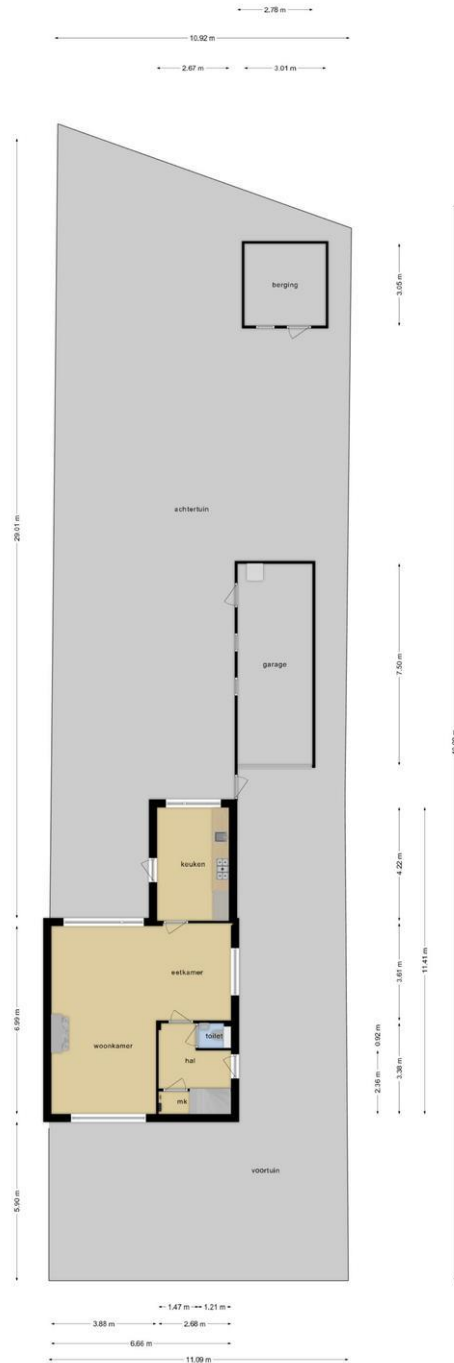 2.78 m
10.92 m
2.67 m
3.01 m
berging
3.05 m
achtertuin
29.01 m
garage
7.50 m
keuken
4.22 m
11.41 m
eetkamer
3.61 m
6.99 m
woonkamer
toilet
hal
mk
0.92 m
2.36 m
3.38 m
voortuin
5.90 m
1.47 m
1.21 m
3.88 m
2.68 m
6.66 m
11.09 m